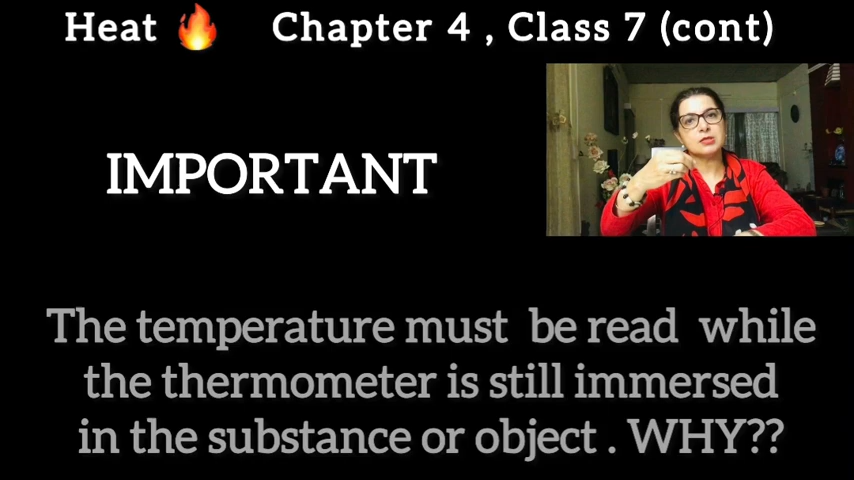 Heat 🔥 Chapter 4 , Class 7 (cont)
IMPORTANT
The temperature must be read while
the thermometer is still immersed
in the substance or object . WHY??